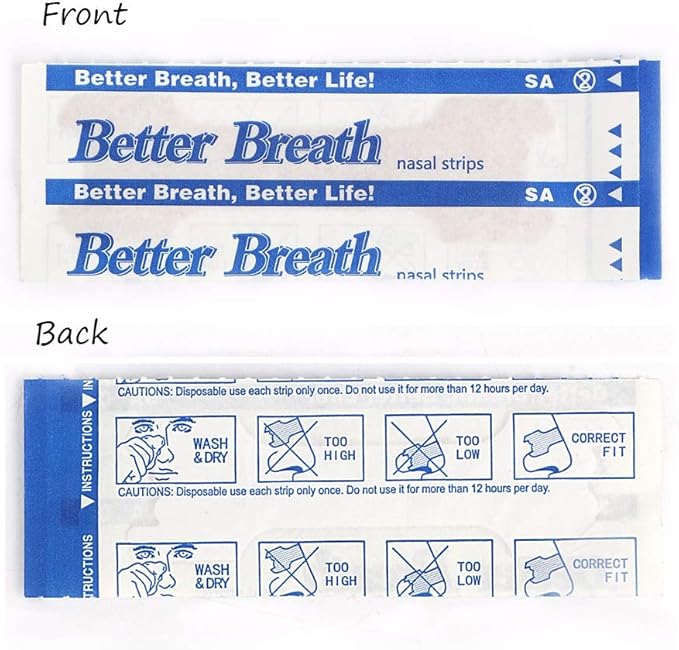 Front
Better Breath, Better Life! SA
Better Breath nasal strips
Better Breath, Better Life! SA
Better Breath nasal strips
Back
CAUTIONS: Disposable use each strip only once. Do not use it for more than 12 hours per day.
INSTRUCTIONS
IN
WASH
& DRY
TOO
HIGH
TOO
LOW
CORRECT
FIT
CAUTIONS: Disposable use each strip only once. Do not use it for more than 12 hours per day.
TRUCTIONS
WASH
& DRY
TOO
HIGH
TOO
LOW
CORRECT
FIT